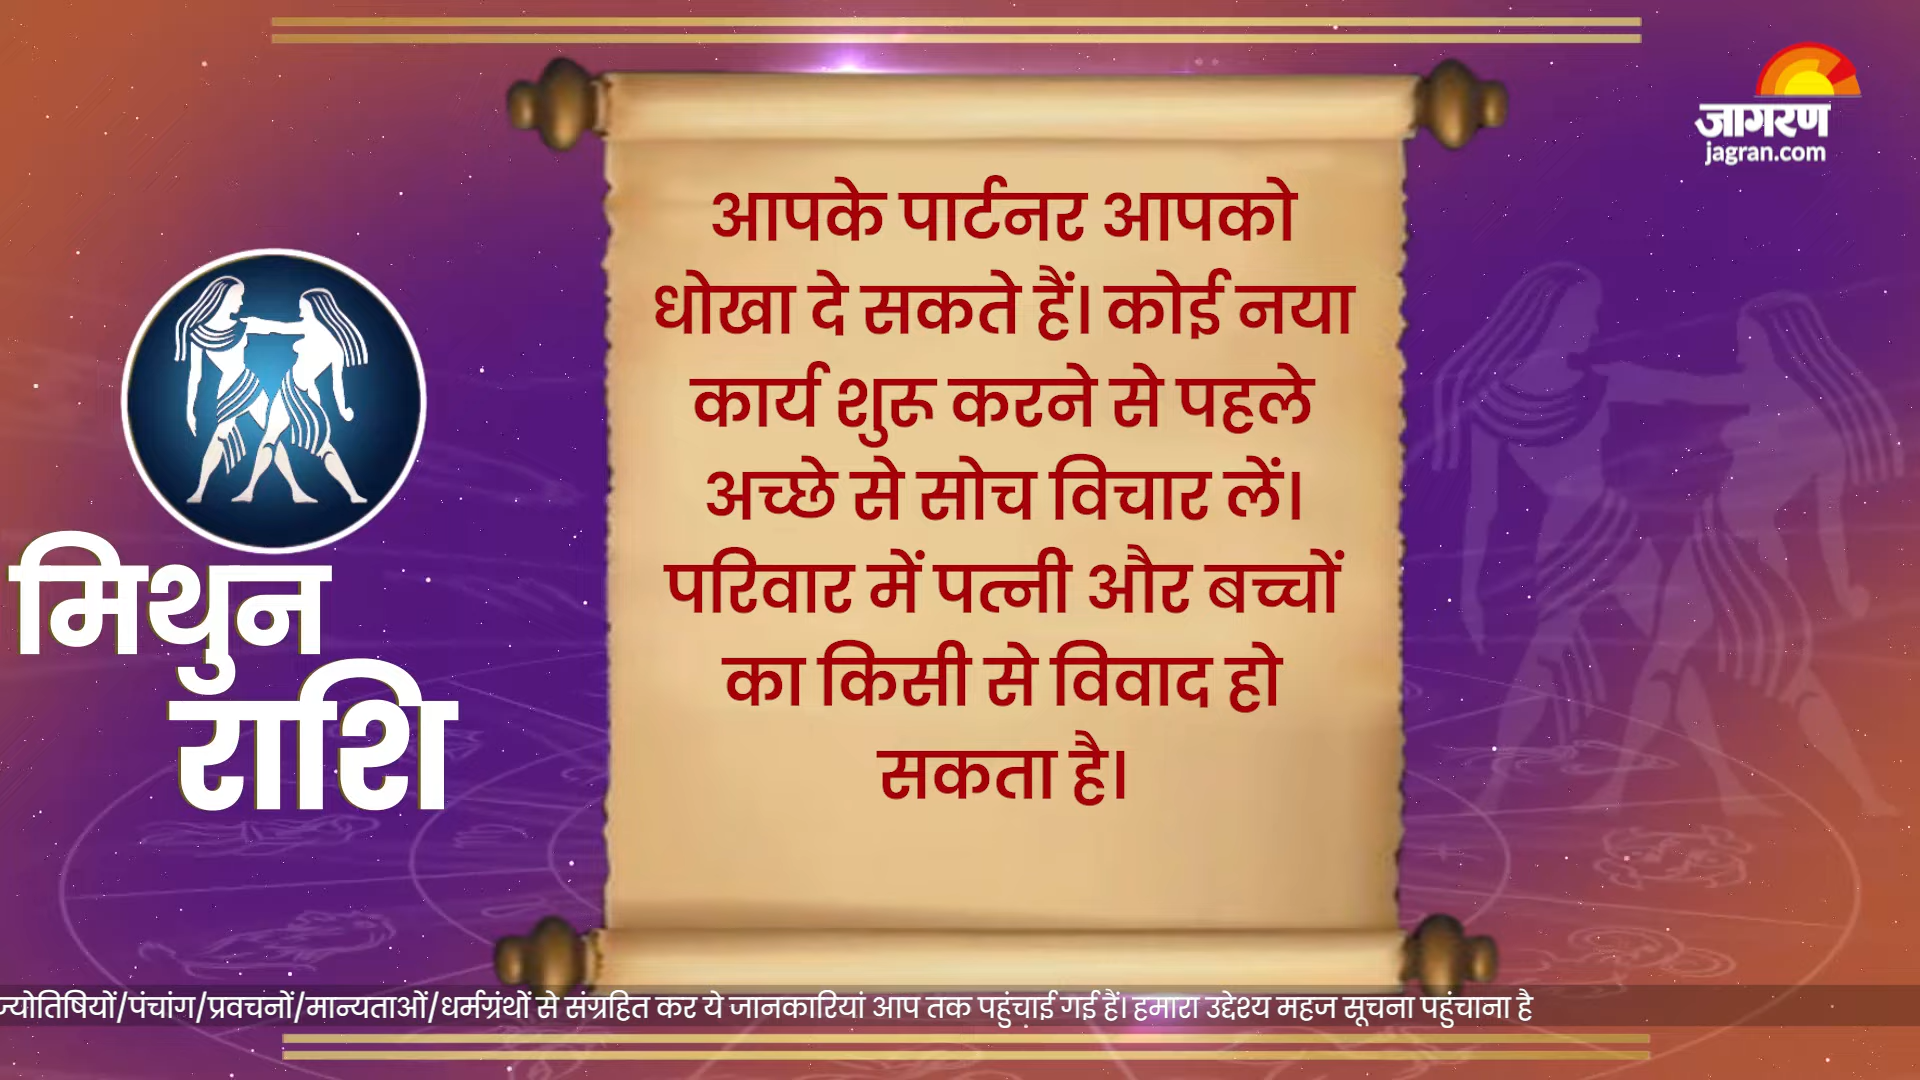 जागरण
jagran.com
आपके पार्टनर आपको
धोखा दे सकते हैं। कोई नया
कार्य शुरू करने से पहले
अच्छे से सोच विचार लें।
परिवार में पत्नी और बच्चों
का किसी से विवाद हो
सकता है।
मिथुन
राशि
ज्योतिषियों/पंचांग/प्रवचनों/मान्यताओं/धर्मग्रंथों से संग्रहित कर ये जानकारियां आप तक पहुंचाई गई हैं। हमारा उद्देश्य महज सूचना पहुंचाना है